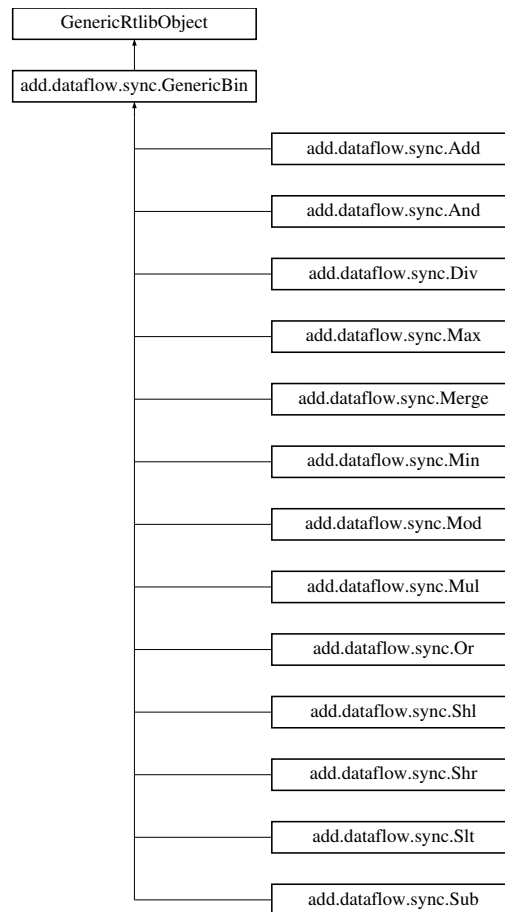 GenericRtlibObject
add.dataflow.sync.GenericBin
add.dataflow.sync.Add
add.dataflow.sync.And
add.dataflow.sync.Div
add.dataflow.sync.Max
add.dataflow.sync.Merge
add.dataflow.sync.Min
add.dataflow.sync.Mod
add.dataflow.sync.Mul
add.dataflow.sync.Or
add.dataflow.sync.Shl
add.dataflow.sync.Shr
add.dataflow.sync.Slt
add.dataflow.sync.Sub